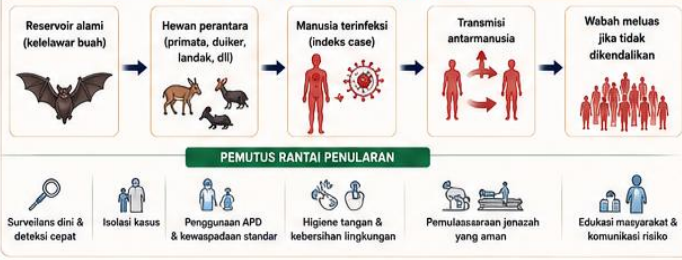 Reservoir alami
(kelelawar buah)
Hewan perantara
(primata, duiker,
landak, dll)
Manusia terinfeksi
(indeks case)
Transmisi
antarmanusia
Wabah meluas
jika tidak
dikendalikan
PEMUTUS RANTAI PENULARAN
Surveilans dini &
deteksi cepat
Isolasi kasus
Penggunaan APD
& kewaspadaan standar
Higiene tangan &
kebersihan lingkungan
Pemulassaraan jenazah
yang aman
Edukasi masyarakat &
komunikasi risiko